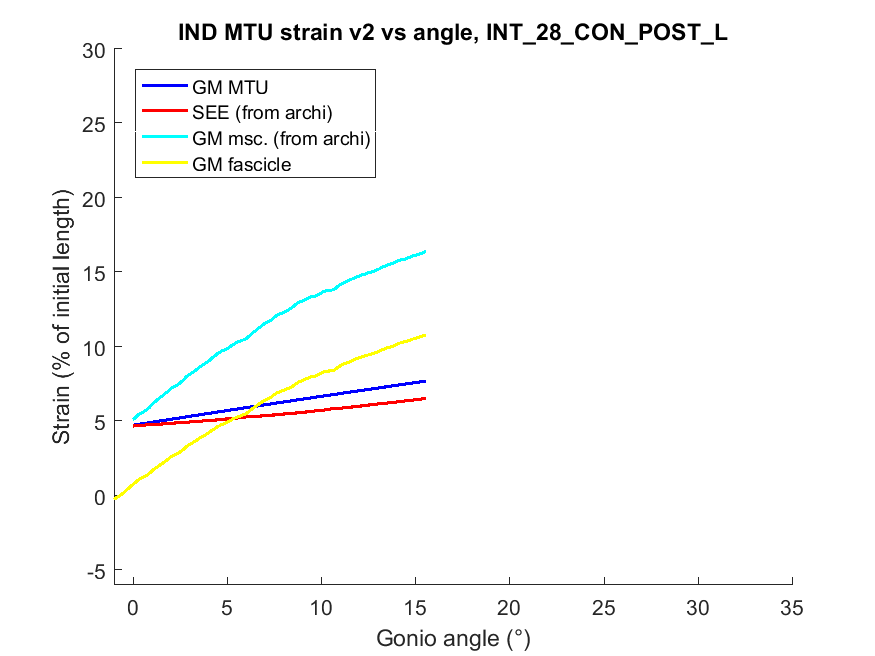 IND MTU strain v2 vs angle, INT_28_CON_POST_L
30
25
20
15
10
5
0
-5
Strain (% of initial length)
GM MTU
SEE (from archi)
GM msc. (from archi)
GM fascicle
0 5 10 15 20 25 30 35
Gonio angle (°)